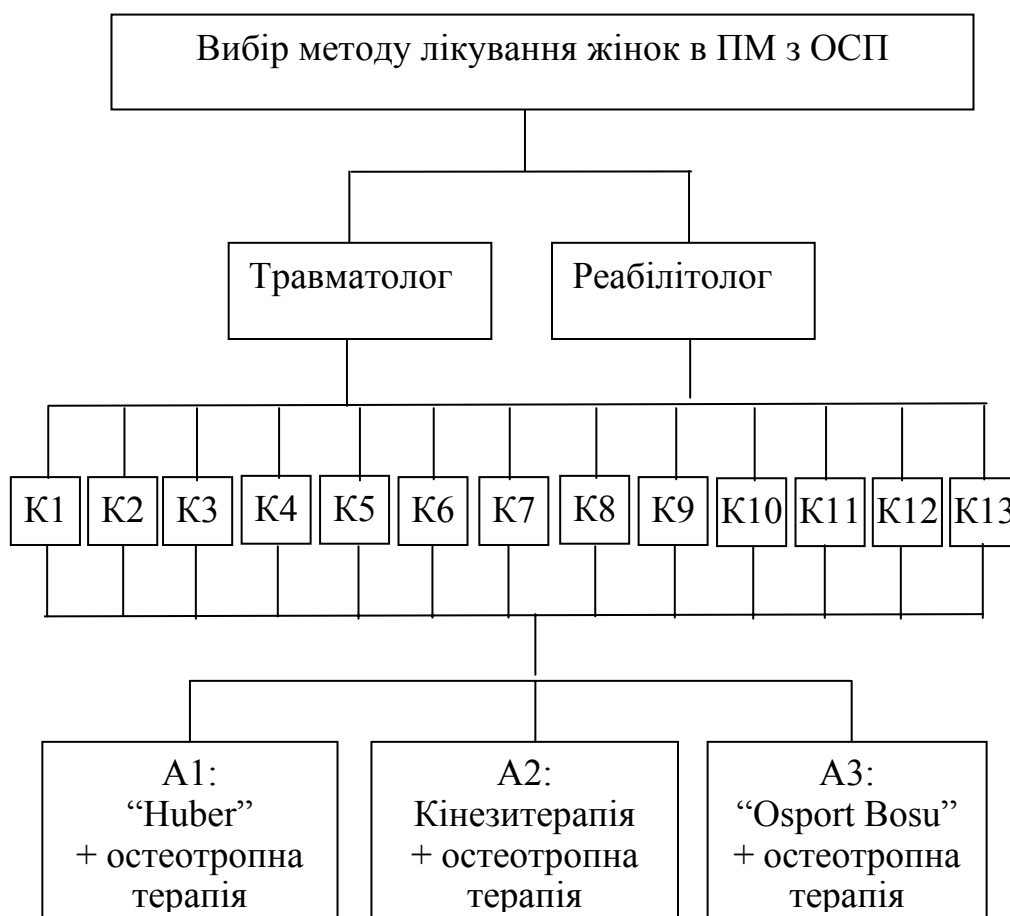 Вибір методу лікування жінок в ПМ з ОСП
Травматолог
Реабілітолог
К1 К2 К3 К4 К5 К6 К7 К8 К9 К10 К11 К12 К13
А1:
“Huber”
+ остеотропна
терапія
А2:
Кінезитерапія
+ остеотропна
терапія
А3:
“Osport Bosu”
+ остеотропна
терапія